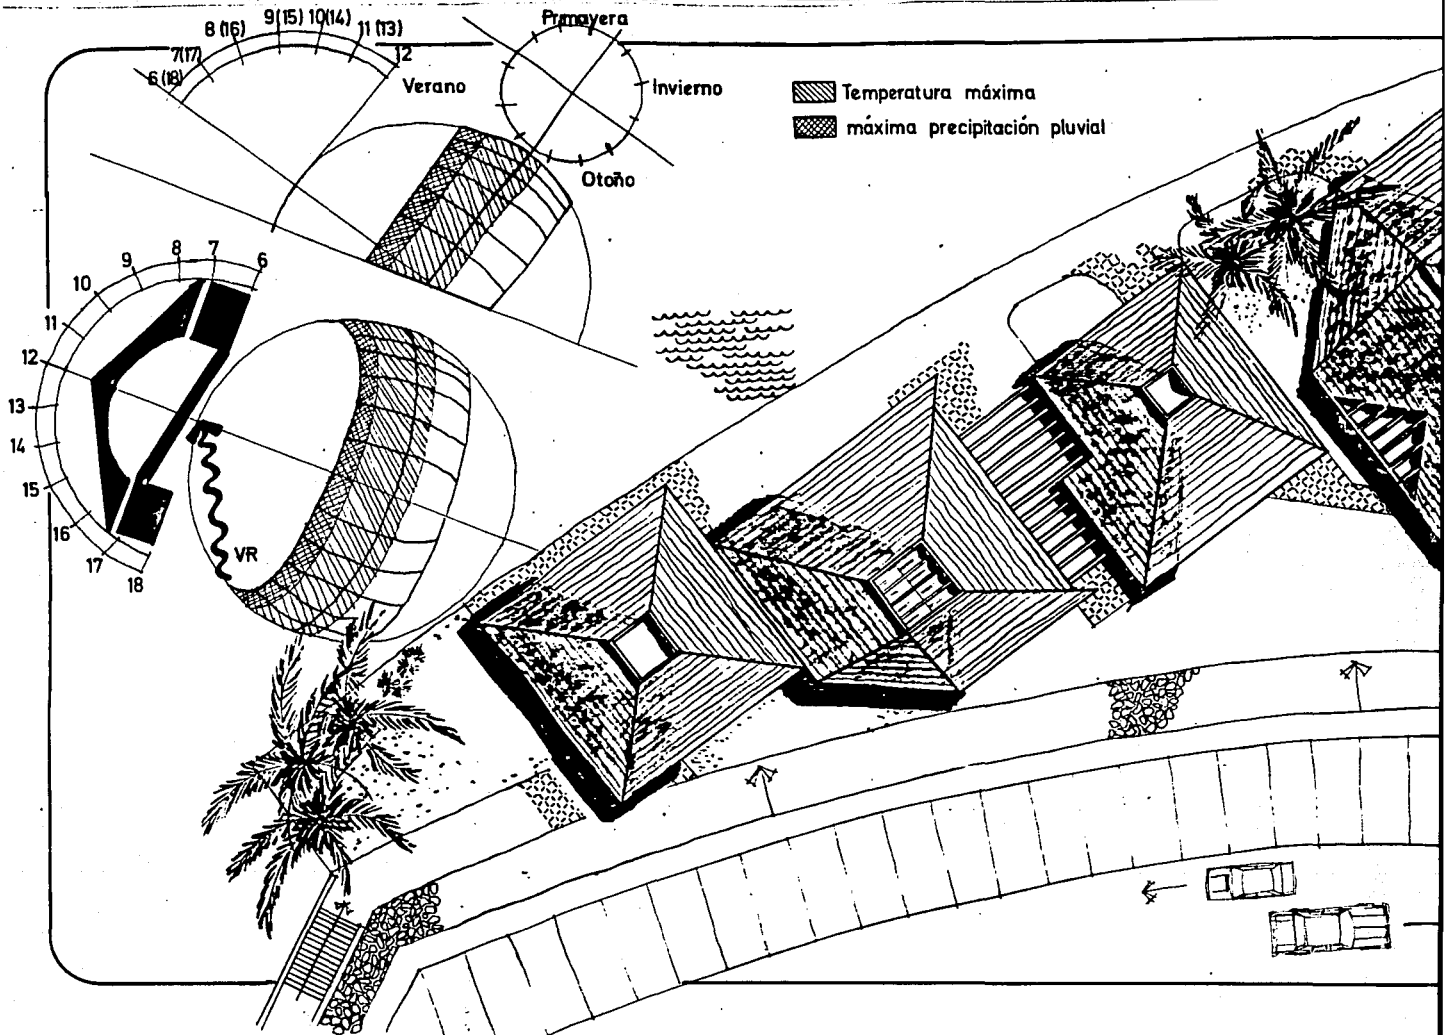 6 (18)
7(17)
8 (16)
9(15)
10(14)
11 (13)
12
Primavera
Verano
Invierno
Otoño
Temperatura máxima
máxima precipitación pluvial
6
7
8
9
10
11
12
13
14
15
16
17
18
VR